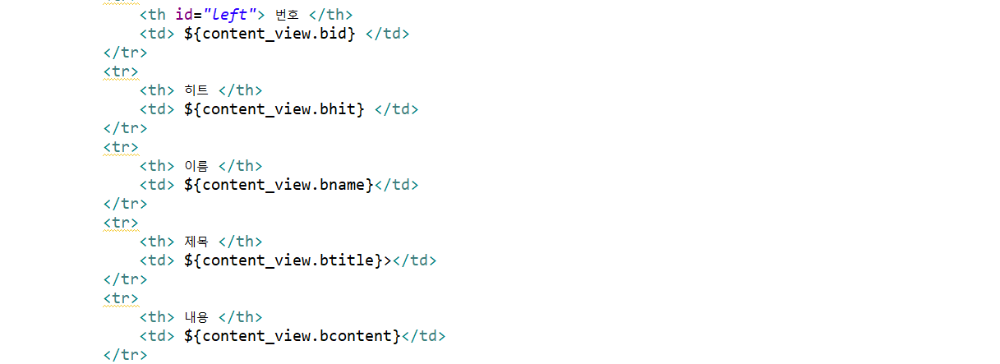 <th id="left"> 번호 </th>
<td> ${content_view.bid} </td>
</tr>
<tr>
<th> 히트 </th>
<td> ${content_view.bhit} </td>
</tr>
<tr>
<th> 이름 </th>
<td> ${content_view.bname}</td>
</tr>
<tr>
<th> 제목 </th>
<td> ${content_view.btitle}></td>
</tr>
<tr>
<th> 내용 </th>
<td> ${content_view.bcontent}</td>
</tr>